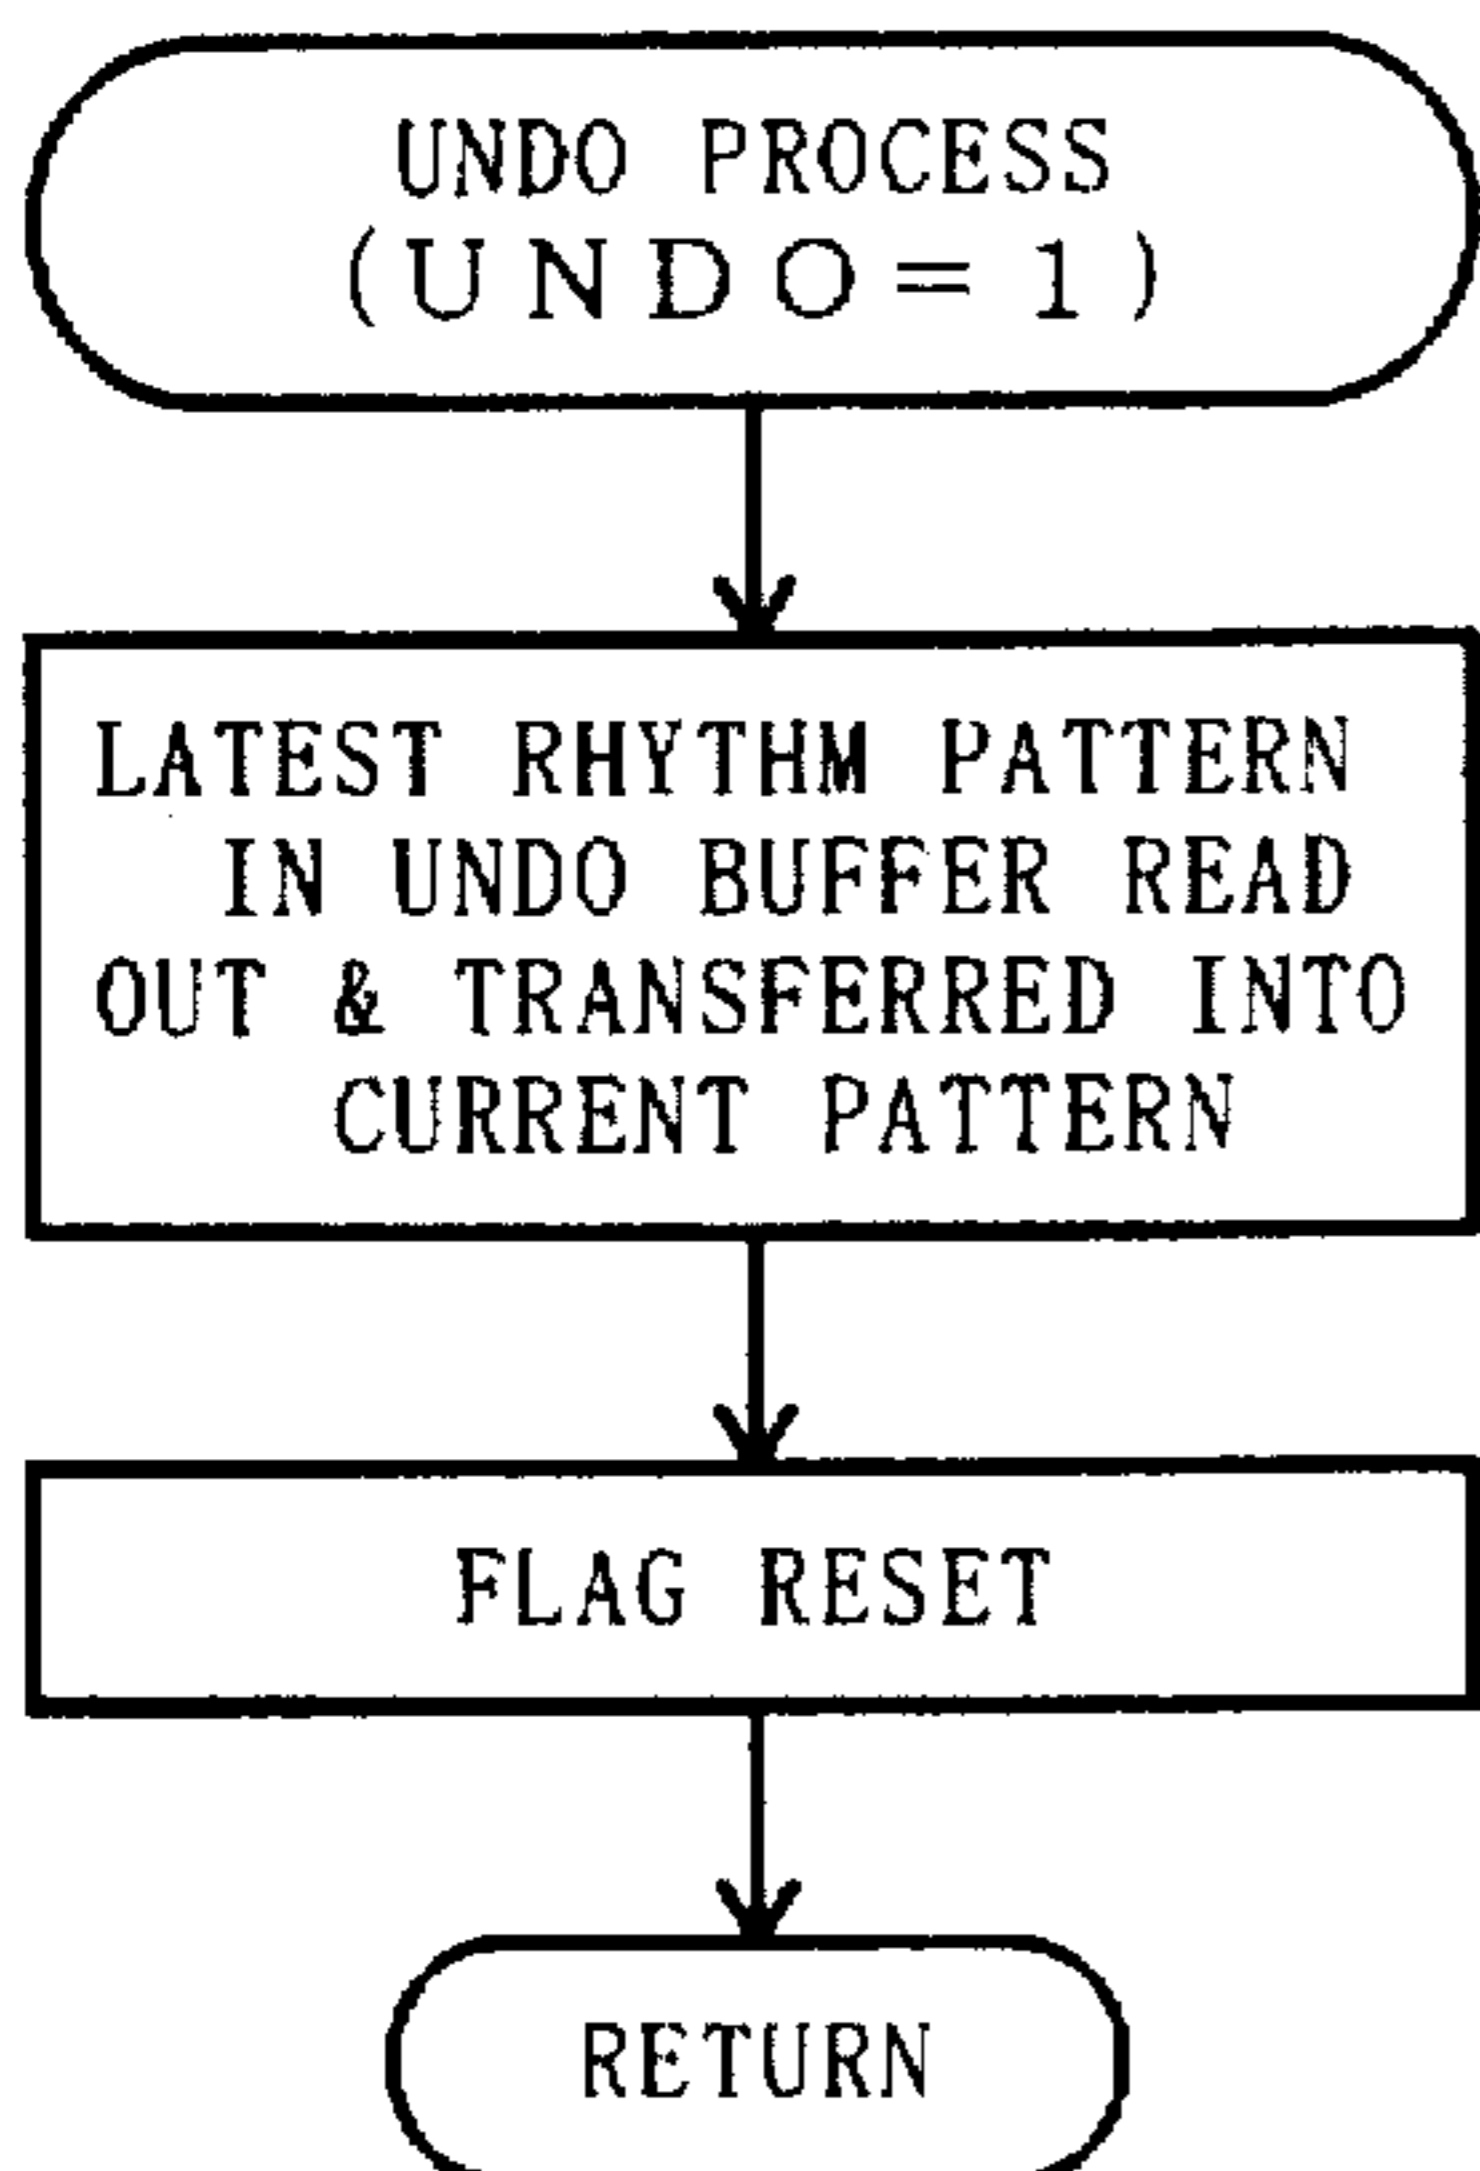 UNDO PROCESS
(UNDO=1)
LATEST RHYTHM PATTERN
IN UNDO BUFFER READ
OUT & TRANSFERRED INTO
CURRENT PATTERN
FLAG RESET
RETURN